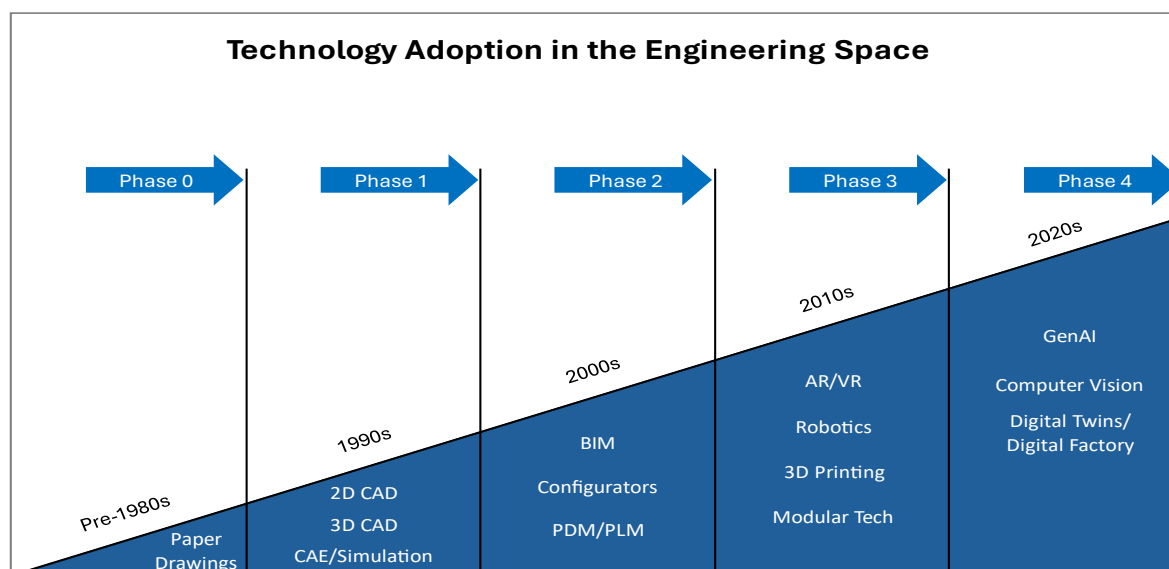 Technology Adoption in the Engineering Space
Phase 0
Phase 1
Phase 2
Phase 3
Phase 4
Pre-1980s
1990s
2000s
2010s
2020s
Paper
Drawings
2D CAD
3D CAD
CAE/Simulation
BIM
Configurators
PDM/PLM
AR/VR
Robotics
3D Printing
Modular Tech
GenAI
Computer Vision
Digital Twins/
Digital Factory